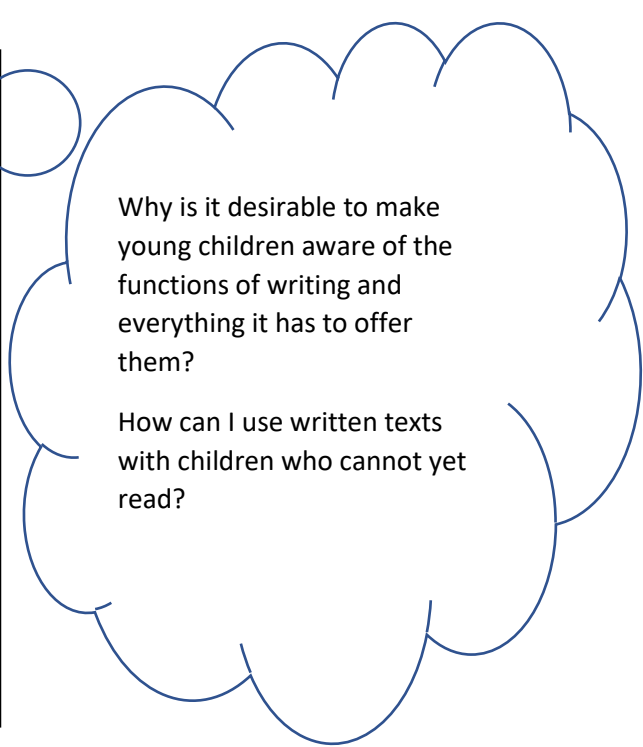 Why is it desirable to make
young children aware of the
functions of writing and
everything it has to offer
them?
How can I use written texts
with children who cannot yet
read?